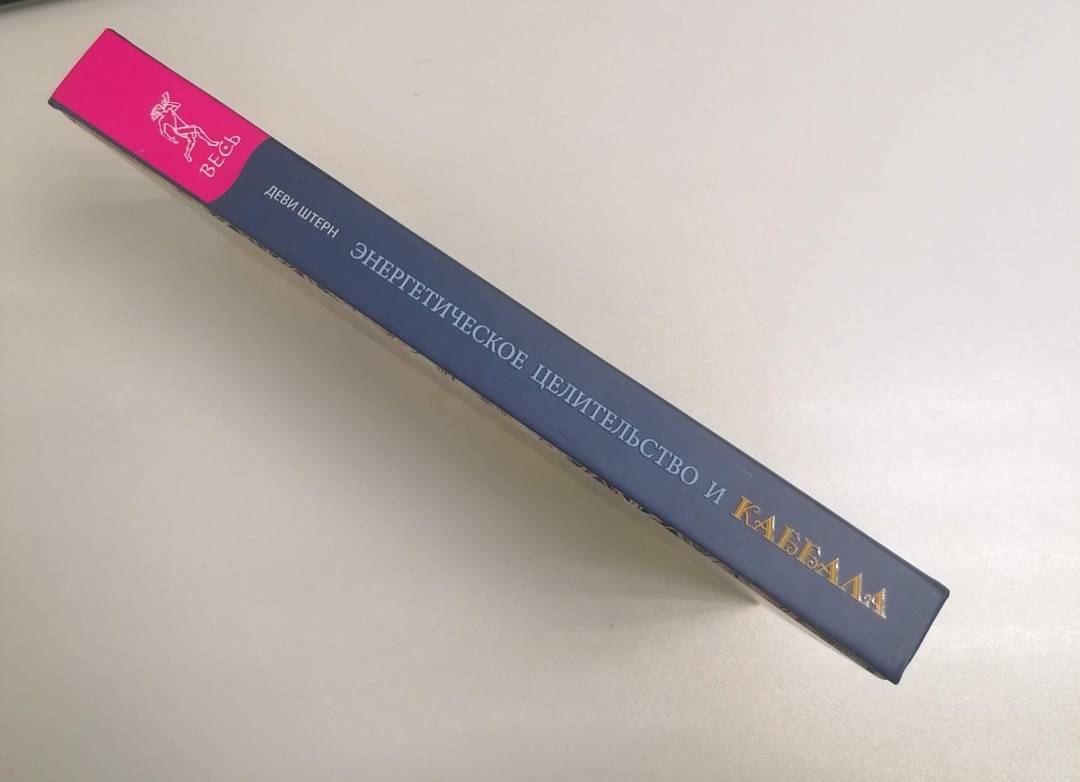 ВЕСЬ
ДЕВИ ШТЕРН
ЭНЕРГЕТИЧЕСКОЕ ЦЕЛИТЕЛЬСТВО И КАББАЛА